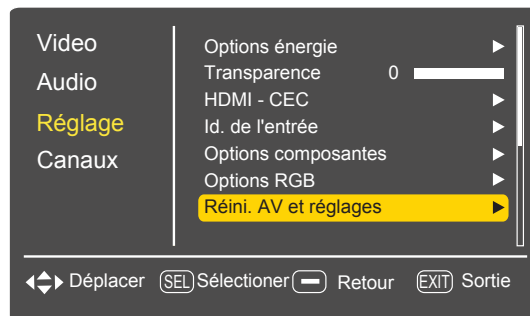 Video
Audio
Réglage
Canaux
Options énergie
Transparence 0
HDMI - CEC
Id. de l'entrée
Options composantes
Options RGB
Réini. AV et réglages
Déplacer SEL Sélectioner Retour EXIT Sortie